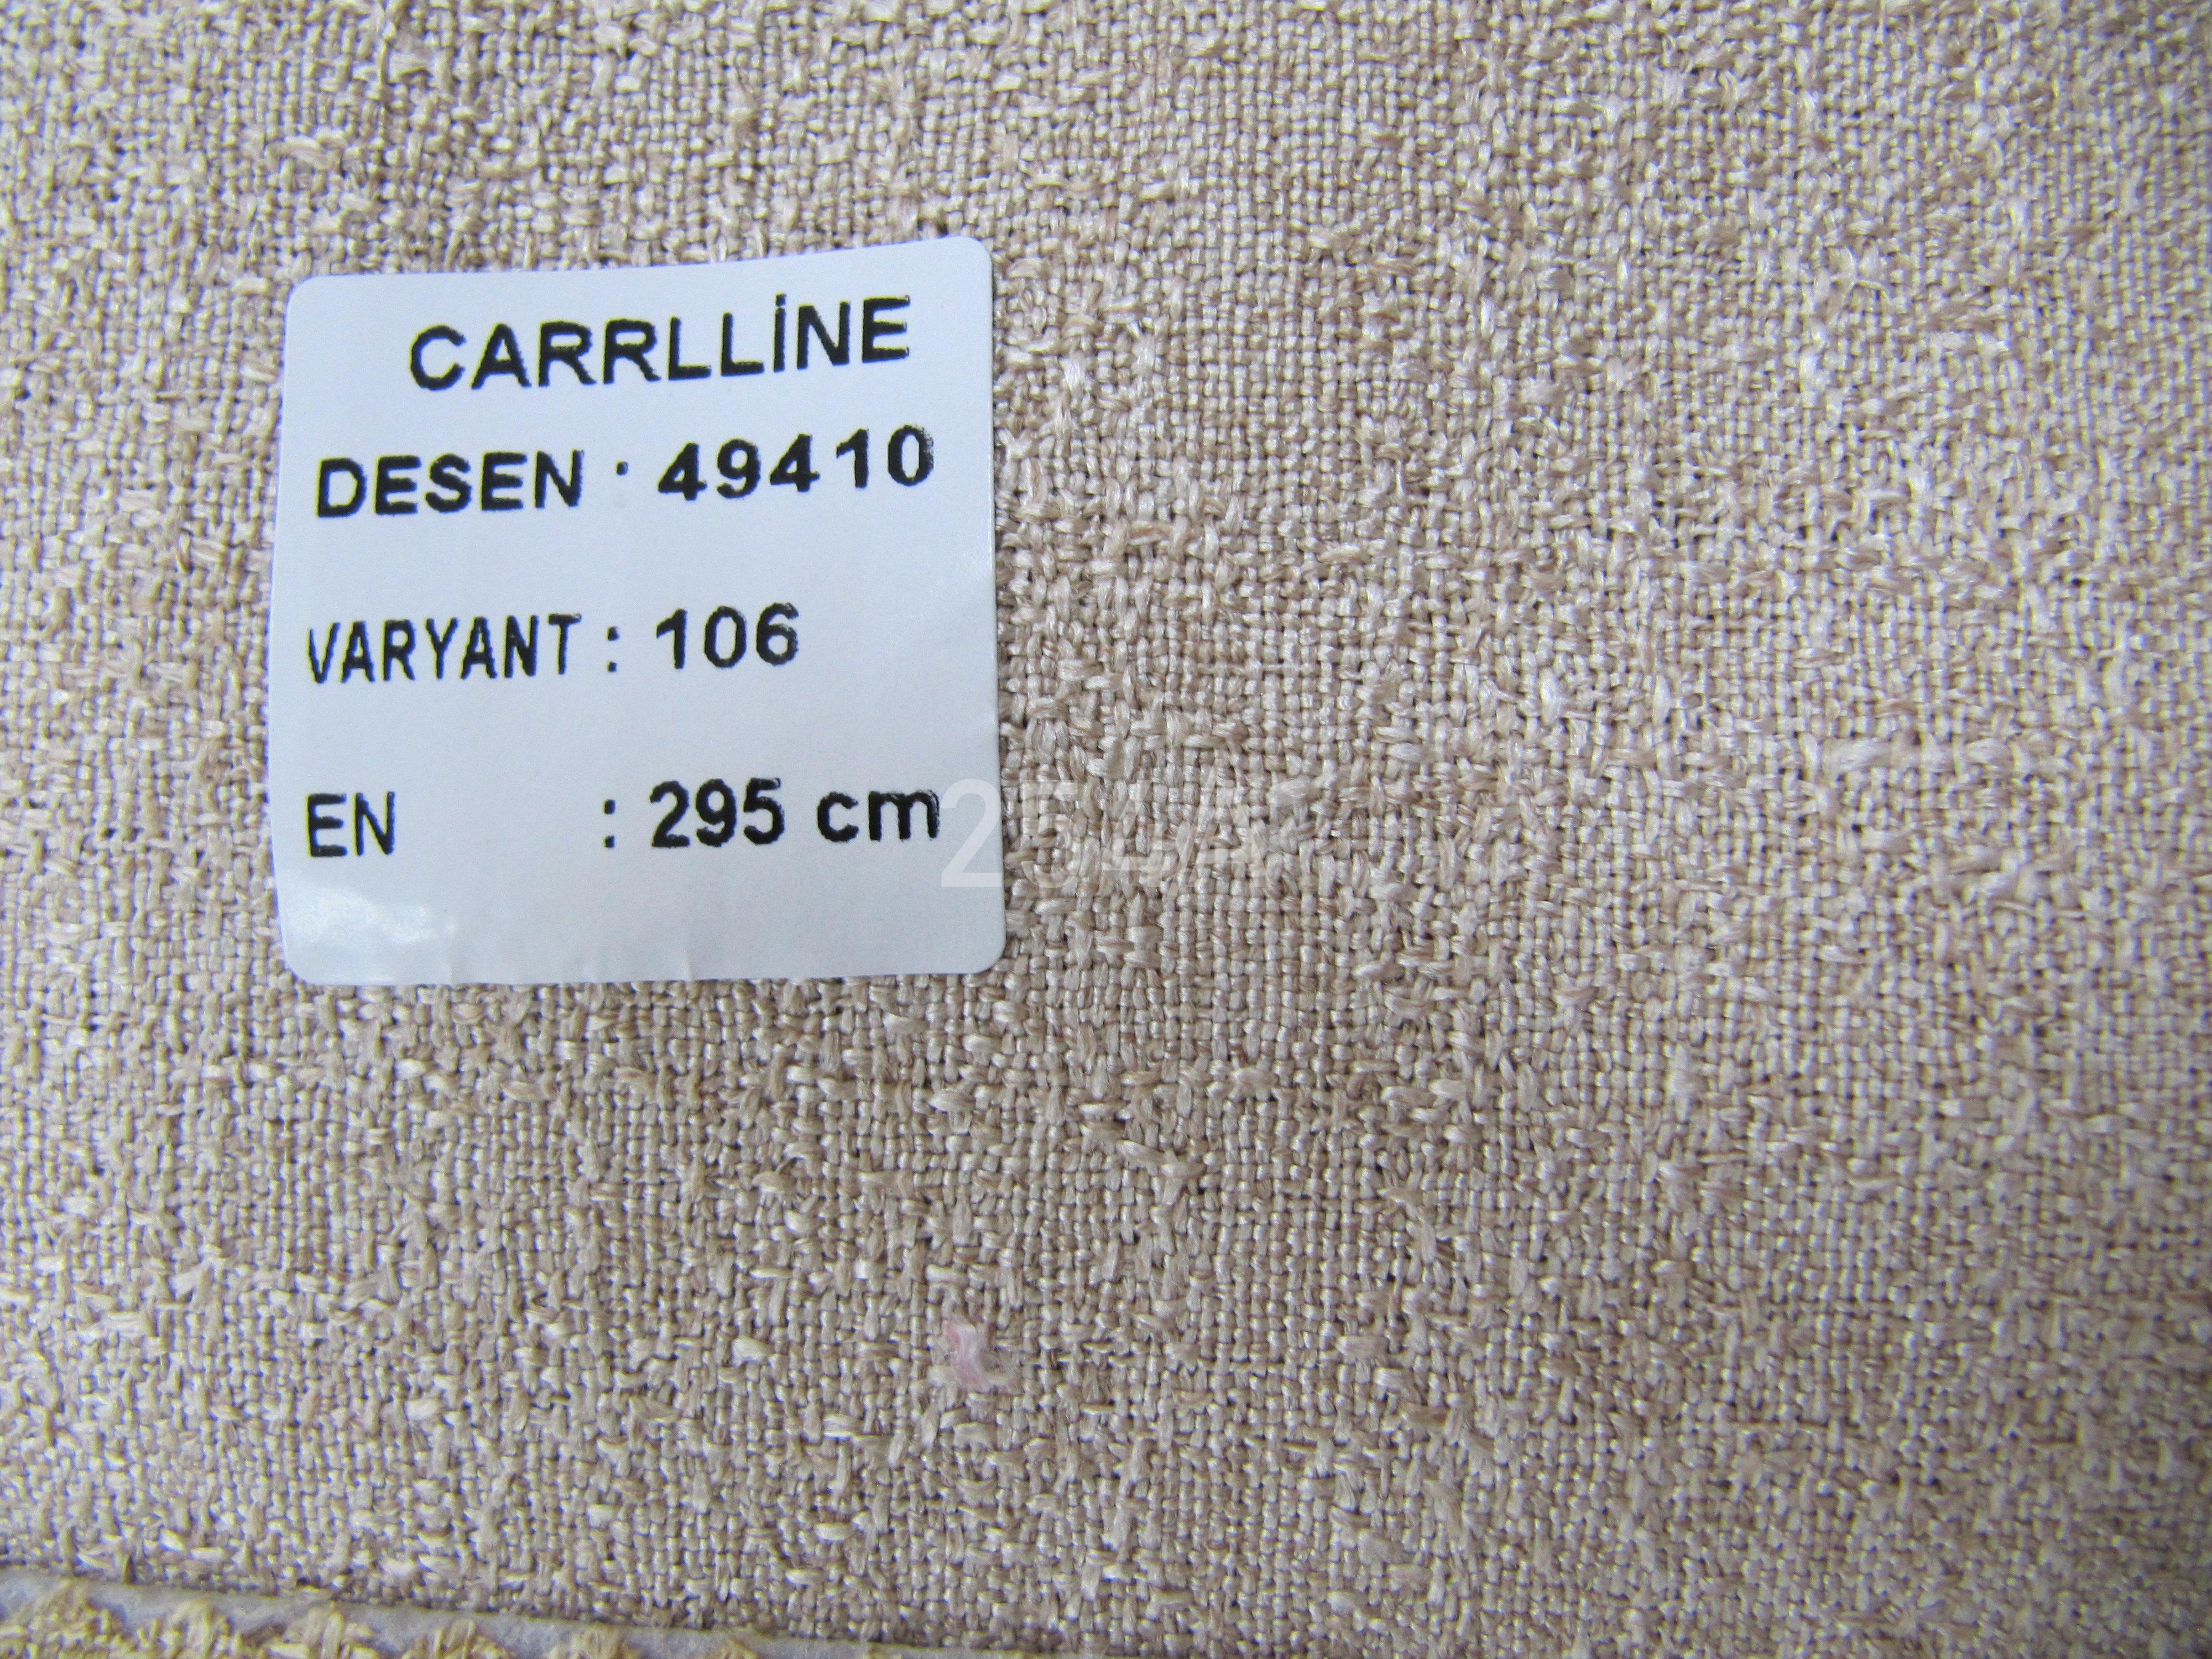 CARRLLİNE
DESEN : 49410
VARYANT : 106
EN : 295 cm